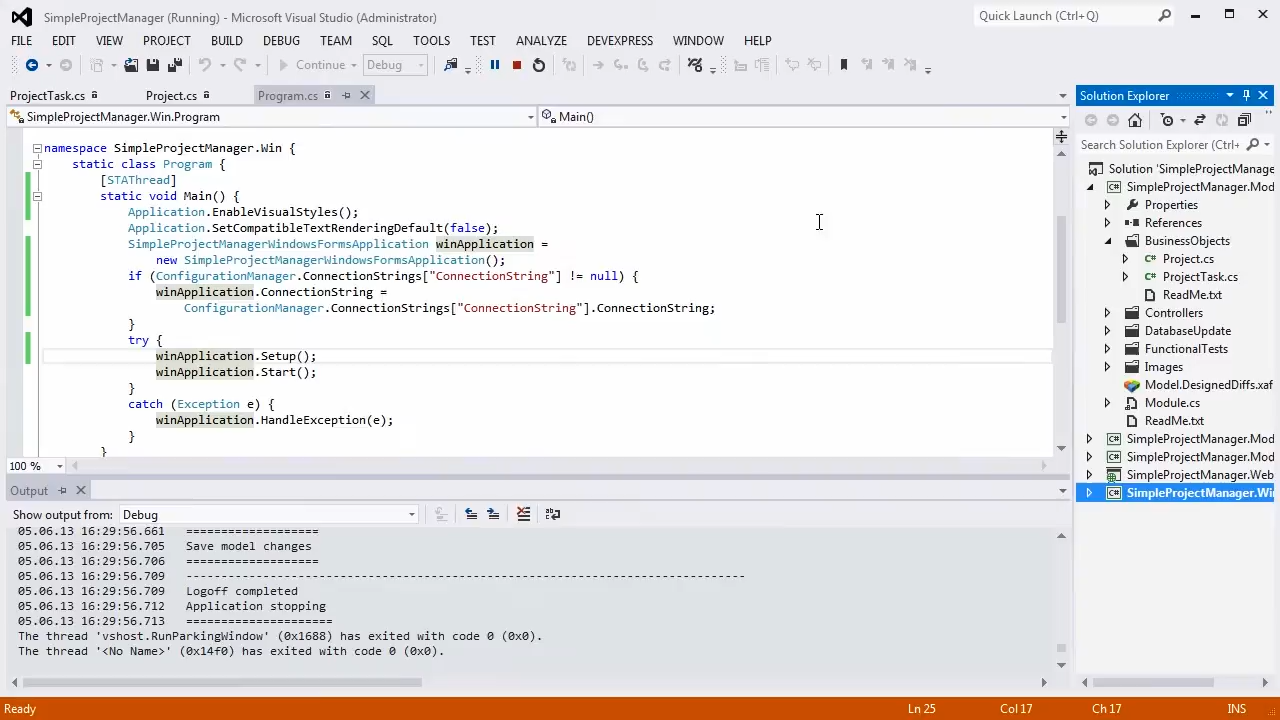 SimpleProjectManager (Running) - Microsoft Visual Studio (Administrator)
Quick Launch (Ctrl+Q)
FILE EDIT VIEW PROJECT BUILD DEBUG TEAM SQL TOOLS TEST ANALYZE DEVEXPRESS WINDOW HELP
Continue Debug
ProjectTask.cs Project.cs Program.cs
SimpleProjectManager.Win.Program Main()
namespace SimpleProjectManager.Win {
static class Program {
[STAThread]
static void Main() {
Application.EnableVisualStyles();
Application.SetCompatibleTextRenderingDefault(false);
SimpleProjectManagerWindowsFormsApplication winApplication =
new SimpleProjectManagerWindowsFormsApplication();
if (ConfigurationManager.ConnectionStrings["ConnectionString"] != null) {
winApplication.ConnectionString =
ConfigurationManager.ConnectionStrings["ConnectionString"].ConnectionString;
}
try {
winApplication.Setup();
winApplication.Start();
}
catch (Exception e) {
winApplication.HandleException(e);
}
}
100 %
Output
Show output from: Debug
05.06.13 16:29:56.661 ===================
05.06.13 16:29:56.705 Save model changes
05.06.13 16:29:56.706 ===================
05.06.13 16:29:56.709 --------------------------------------------------------------------------------
05.06.13 16:29:56.709 Logoff completed
05.06.13 16:29:56.712 Application stopping
05.06.13 16:29:56.713 =====================
The thread 'vshost.RunParkingWindow' (0x1688) has exited with code 0 (0x0).
The thread '<No Name>' (0x14f0) has exited with code 0 (0x0).
Solution Explorer
Search Solution Explorer (Ctrl+
Solution 'SimpleProjectManage
SimpleProjectManager.Mod
Properties
References
BusinessObjects
Project.cs
ProjectTask.cs
ReadMe.txt
Controllers
DatabaseUpdate
FunctionalTests
Images
Model.DesignedDiffs.xaf
Module.cs
ReadMe.txt
SimpleProjectManager.Mod
SimpleProjectManager.Mod
SimpleProjectManager.Web
SimpleProjectManager.Wi
Ready Ln 25 Col 17 Ch 17 INS